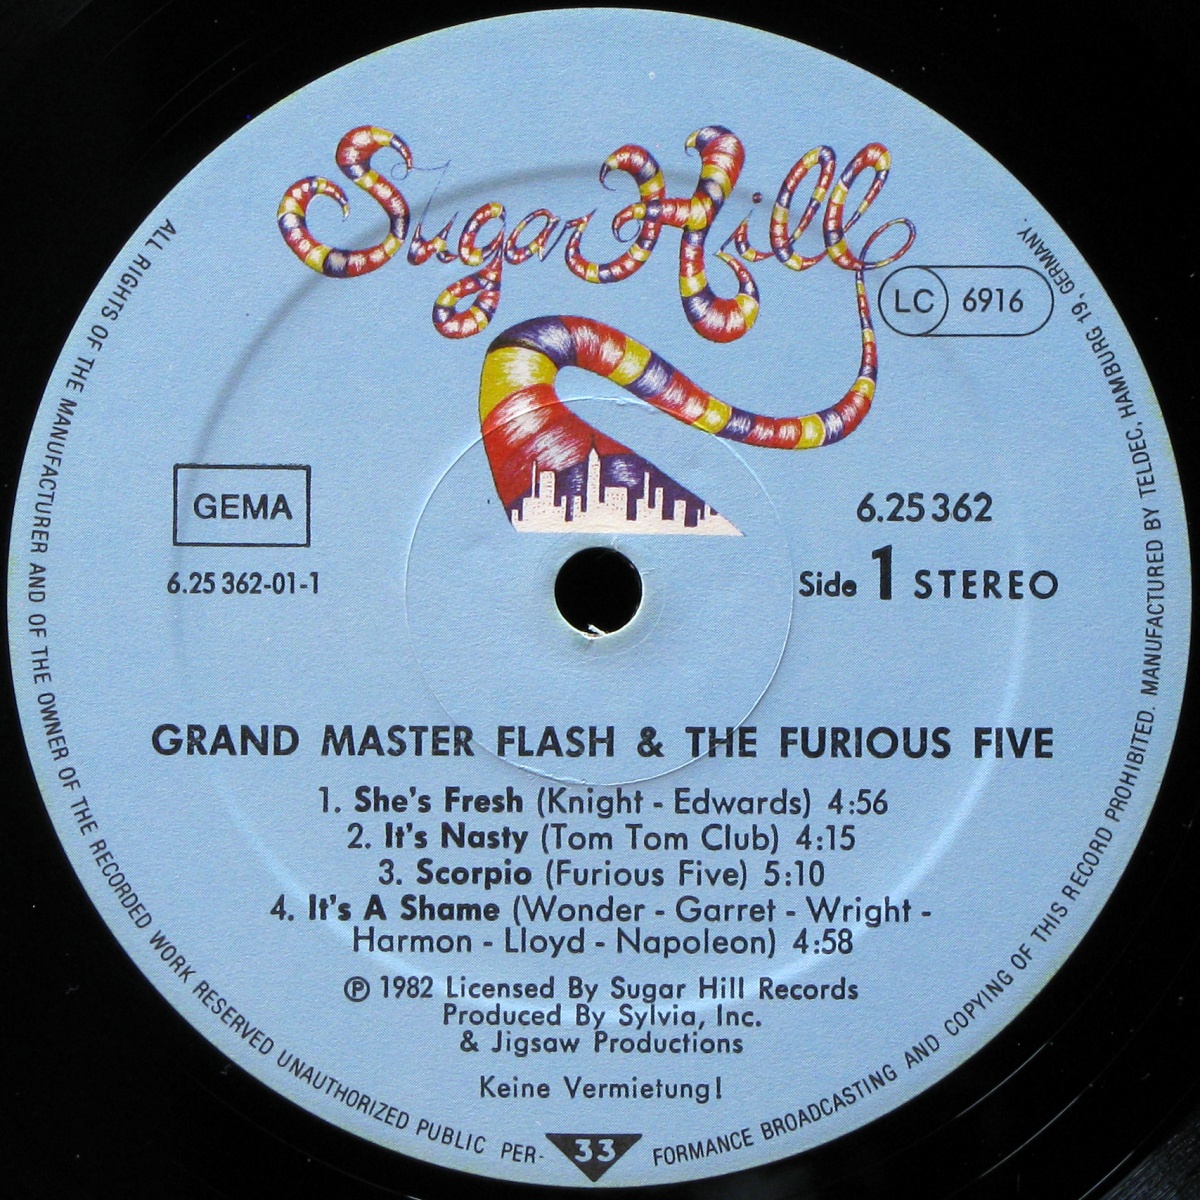 Sugar Hill
LC 6916
GEMA
6.25 362-01-1
6.25 362
Side 1 STEREO
GRAND MASTER FLASH & THE FURIOUS FIVE
1. She's Fresh (Knight - Edwards) 4:56
2. It's Nasty (Tom Tom Club) 4:15
3. Scorpio (Furious Five) 5:10
4. It's A Shame (Wonder - Garret - Wright -
Harmon - Lloyd - Napoleon) 4:58
℗ 1982 Licensed By Sugar Hill Records
Produced By Sylvia, Inc.
& Jigsaw Productions
Keine Vermietung!
33
ALL RIGHTS OF THE MANUFACTURER AND OF THE OWNER OF THE RECORDED WORK RESERVED UNAUTHORIZED PUBLIC PER-FORMANCE BROADCASTING AND COPYING OF THIS RECORD PROHIBITED. MANUFACTURED BY TELDEC, HAMBURG 19, GERMANY